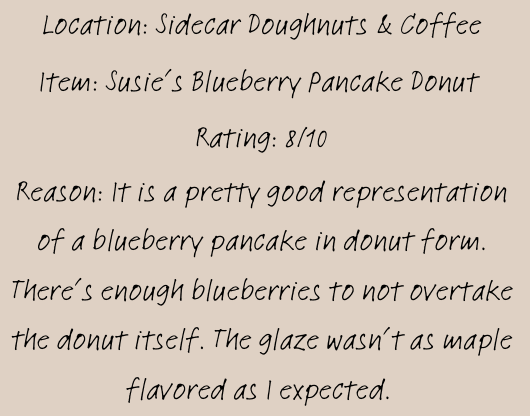 Location: Sidecar Doughnuts & Coffee
Item: Susie's Blueberry Pancake Donut
Rating: 8/10
Reason: It is a pretty good representation
of a blueberry pancake in donut form.
There's enough blueberries to not overtake
the donut itself. The glaze wasn't as maple
flavored as I expected.